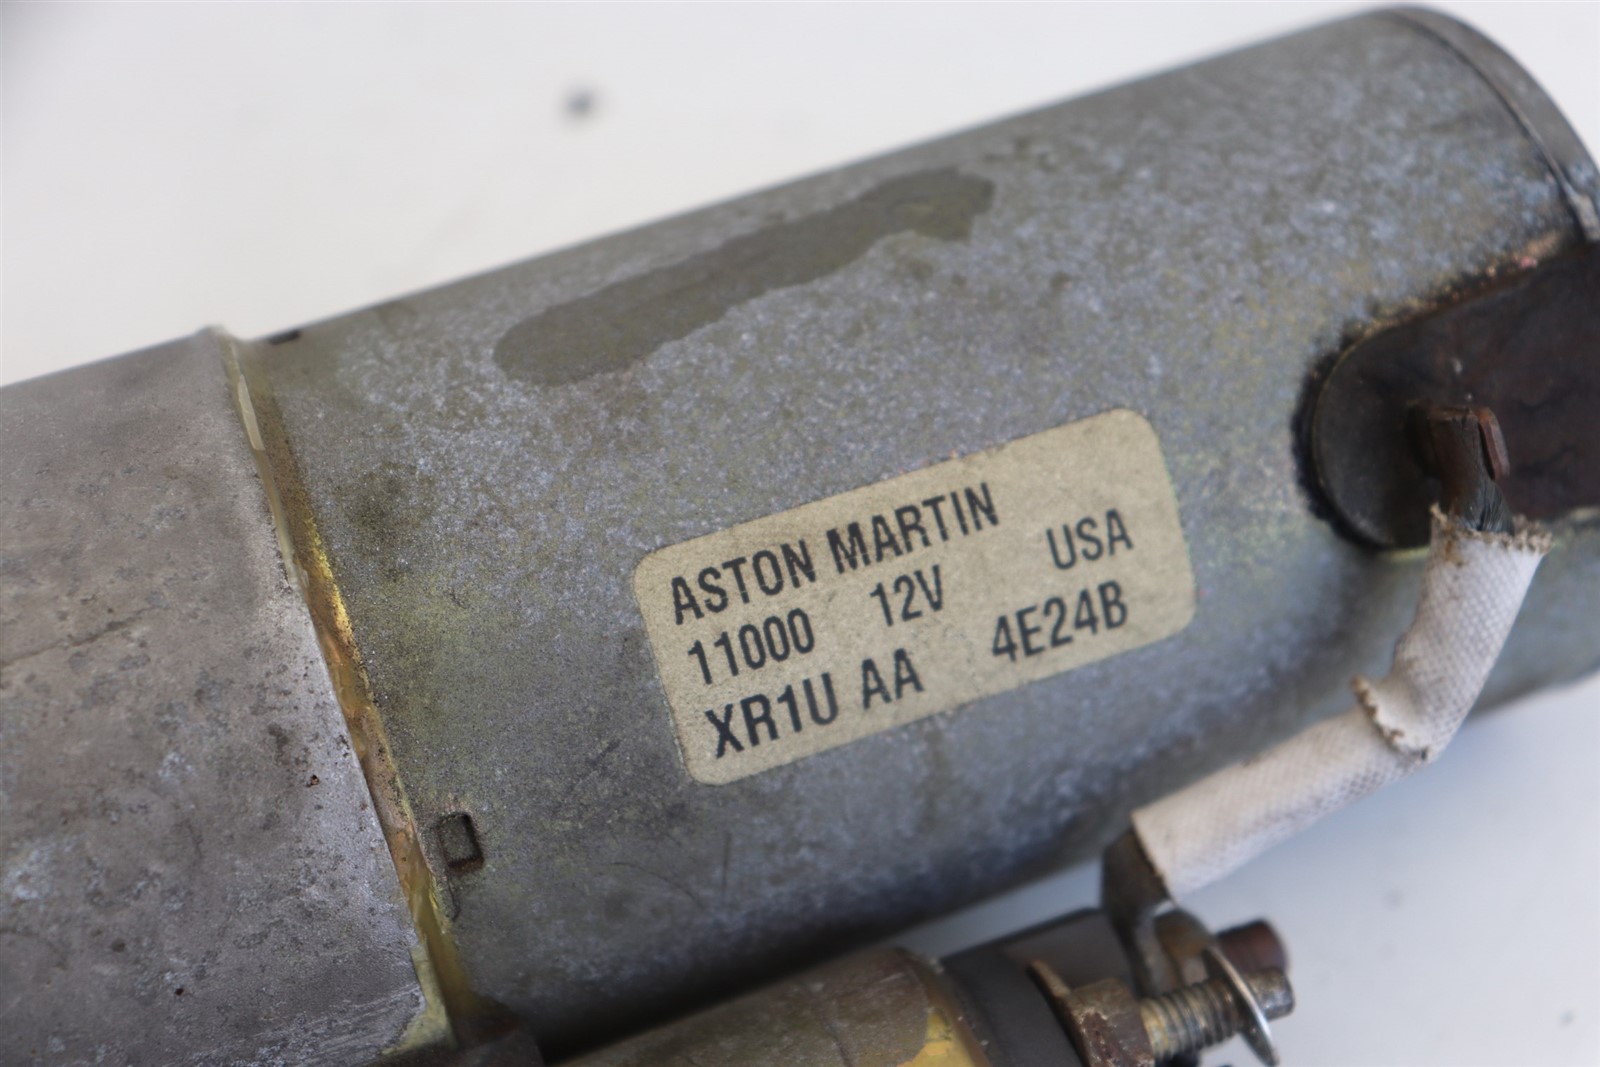 ASTON MARTIN
11000 12V USA
XR1U AA 4E24B